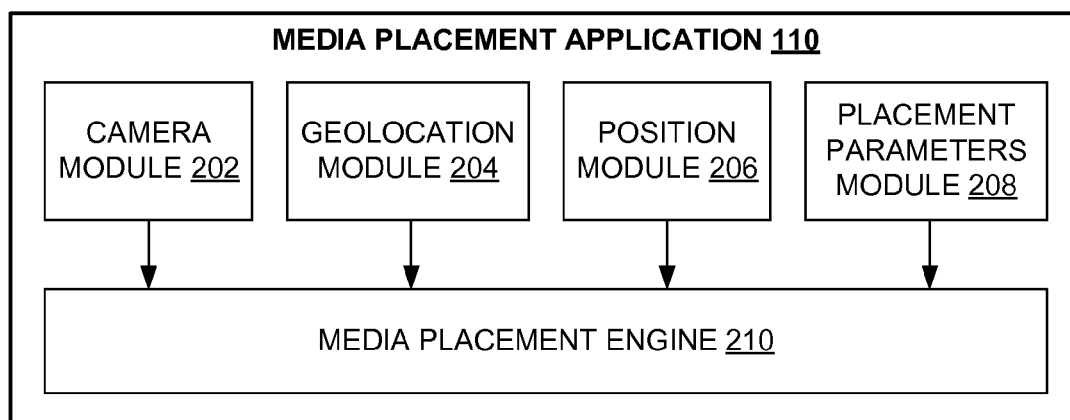 MEDIA PLACEMENT APPLICATION 110
CAMERA
MODULE 202
GEOLOCATION
MODULE 204
POSITION
MODULE 206
PLACEMENT
PARAMETERS
MODULE 208
MEDIA PLACEMENT ENGINE 210